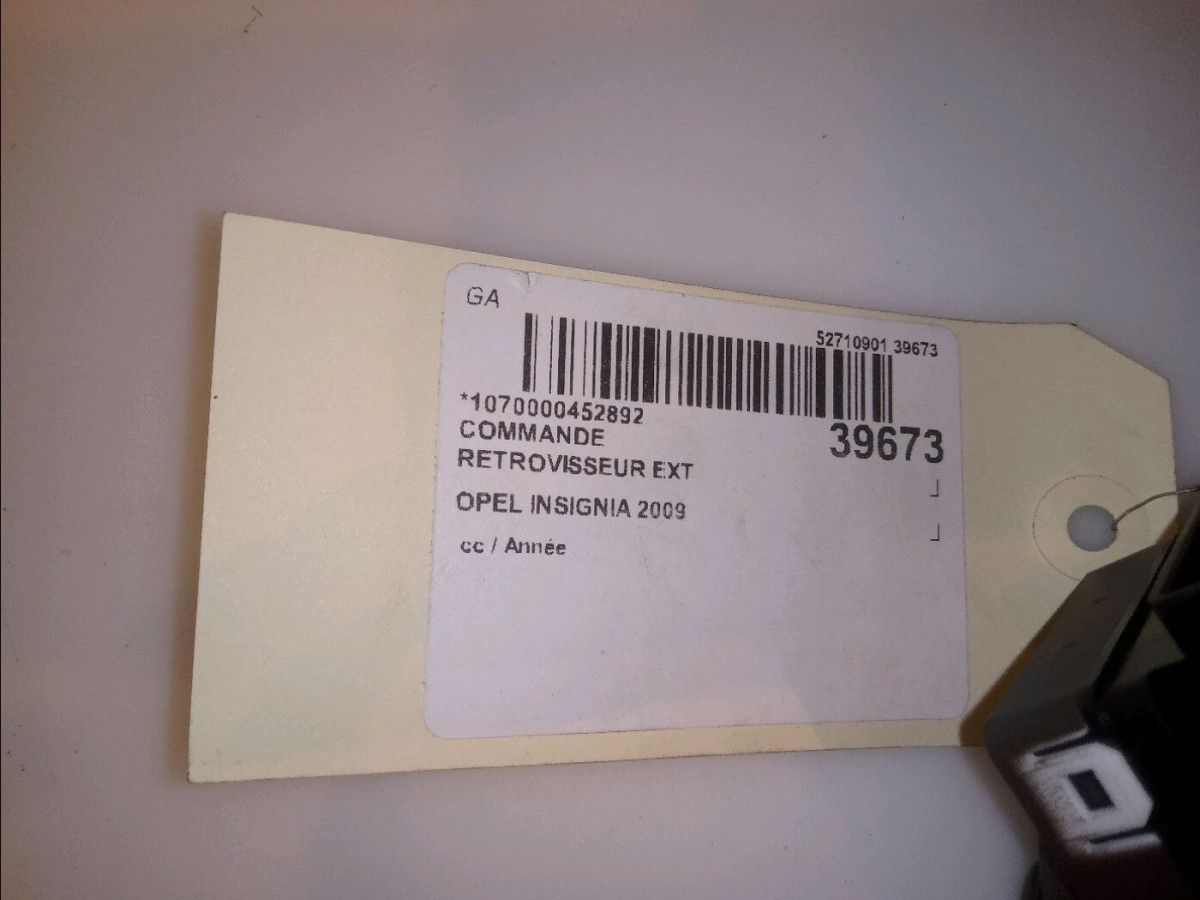 GA
52710901 39673
*1070000452892
39673
COMMANDE
RETROVISSEUR EXT
OPEL INSIGNIA 2009
cc / Année